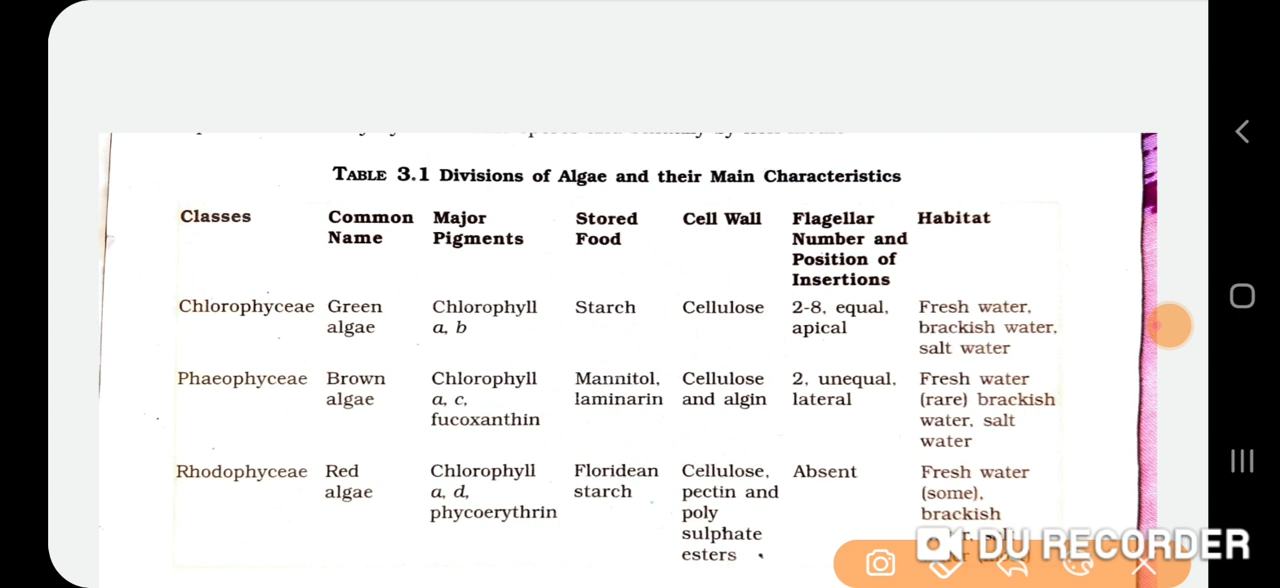 TABLE 3.1 Divisions of Algae and their Main Characteristics
Classes
Common Name
Major Pigments
Stored Food
Cell Wall
Flagellar Number and Position of Insertions
Habitat
Chlorophyceae
Green algae
Chlorophyll a, b
Starch
Cellulose
2-8, equal, apical
Fresh water, brackish water, salt water
Phaeophyceae
Brown algae
Chlorophyll a, c, fucoxanthin
Mannitol, laminarin
Cellulose and algin
2, unequal, lateral
Fresh water (rare) brackish water, salt water
Rhodophyceae
Red algae
Chlorophyll a, d, phycoerythrin
Floridean starch
Cellulose, pectin and poly sulphate esters
Absent
Fresh water (some), brackish
DU RECORDER